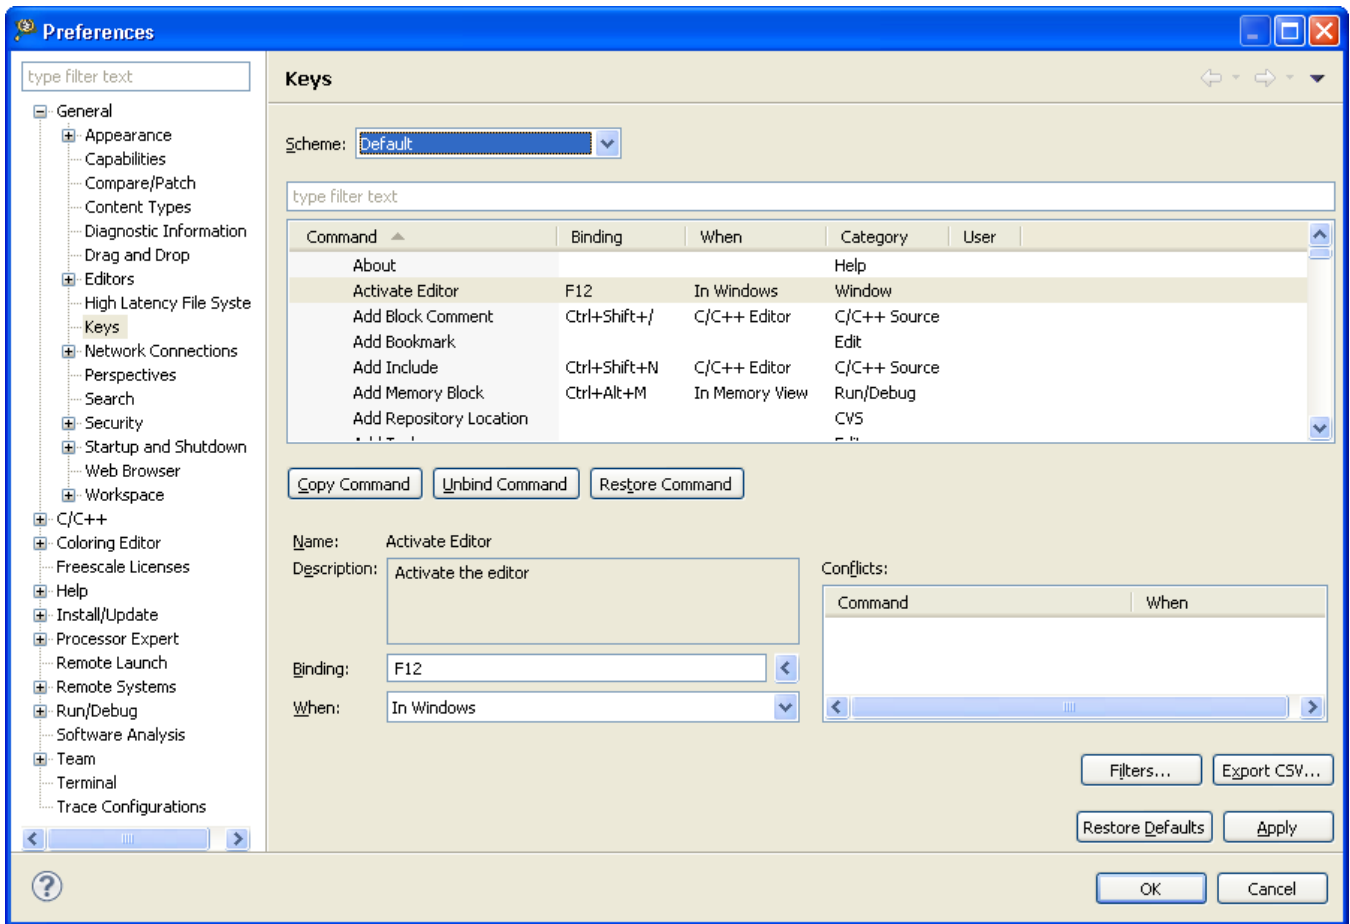 Preferences
type filter text
General
Appearance
Capabilities
Compare/Patch
Content Types
Diagnostic Information
Drag and Drop
Editors
High Latency File Syste
Keys
Network Connections
Perspectives
Search
Security
Startup and Shutdown
Web Browser
Workspace
C/C++
Coloring Editor
Freescale Licenses
Help
Install/Update
Processor Expert
Remote Launch
Remote Systems
Run/Debug
Software Analysis
Team
Terminal
Trace Configurations
Keys
Scheme: Default
type filter text
Command Binding When Category User
About Help
Activate Editor F12 In Windows Window
Add Block Comment Ctrl+Shift+/ C/C++ Editor C/C++ Source
Add Bookmark Edit
Add Include Ctrl+Shift+N C/C++ Editor C/C++ Source
Add Memory Block Ctrl+Alt+M In Memory View Run/Debug
Add Repository Location CVS
Copy Command Unbind Command Restore Command
Name: Activate Editor
Description: Activate the editor
Conflicts:
Command When
Binding: F12
When: In Windows
Filters... Export CSV...
Restore Defaults Apply
? OK Cancel